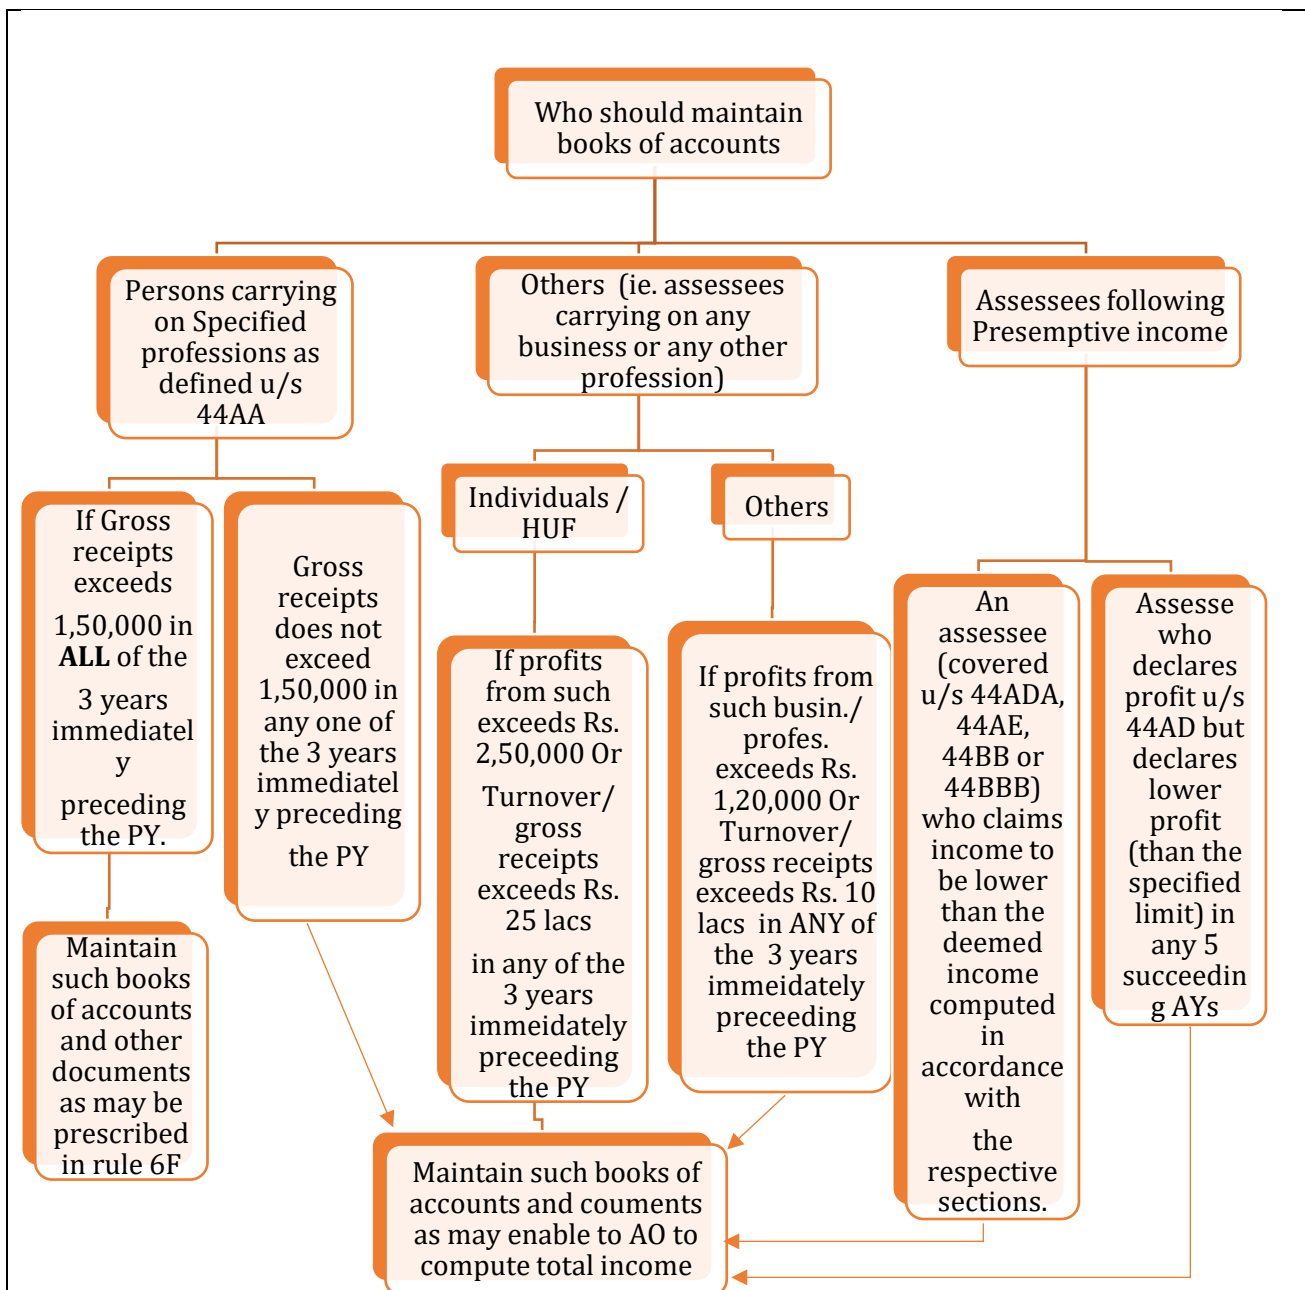 Who should maintain
books of accounts
Persons carrying
on Specified
professions as
defined u/s
44AA
Others (ie. assessees
carrying on any
business or any other
profession)
Assessees following
Presemptive income
If Gross
receipts
exceeds
1,50,000 in
ALL of the
3 years
immediatel
y
preceding
the PY.
Gross
receipts
does not
exceed
1,50,000 in
any one of
the 3 years
immediatel
y preceding
the PY
Individuals /
HUF
Others
If profits
from such
exceeds Rs.
2,50,000 Or
Turnover/
gross
receipts
exceeds Rs.
25 lacs
in any of the
3 years
immeidately
preceeding
the PY
If profits from
such busin./
profes.
exceeds Rs.
1,20,000 Or
Turnover/
gross receipts
exceeds Rs. 10
lacs in ANY of
the 3 years
immeidately
preceeding
the PY
An
assessee
(covered
u/s 44ADA,
44AE,
44BB or
44BBB)
who claims
income to
be lower
than the
deemed
income
computed
in
accordance
with
the
respective
sections.
Assesse
who
declares
profit u/s
44AD but
declares
lower
profit
(than the
specified
limit) in
any 5
succeedin
g AYs
Maintain
such books
of accounts
and other
documents
as may be
prescribed
in rule 6F
Maintain such books of
accounts and couments
as may enable to AO to
compute total income